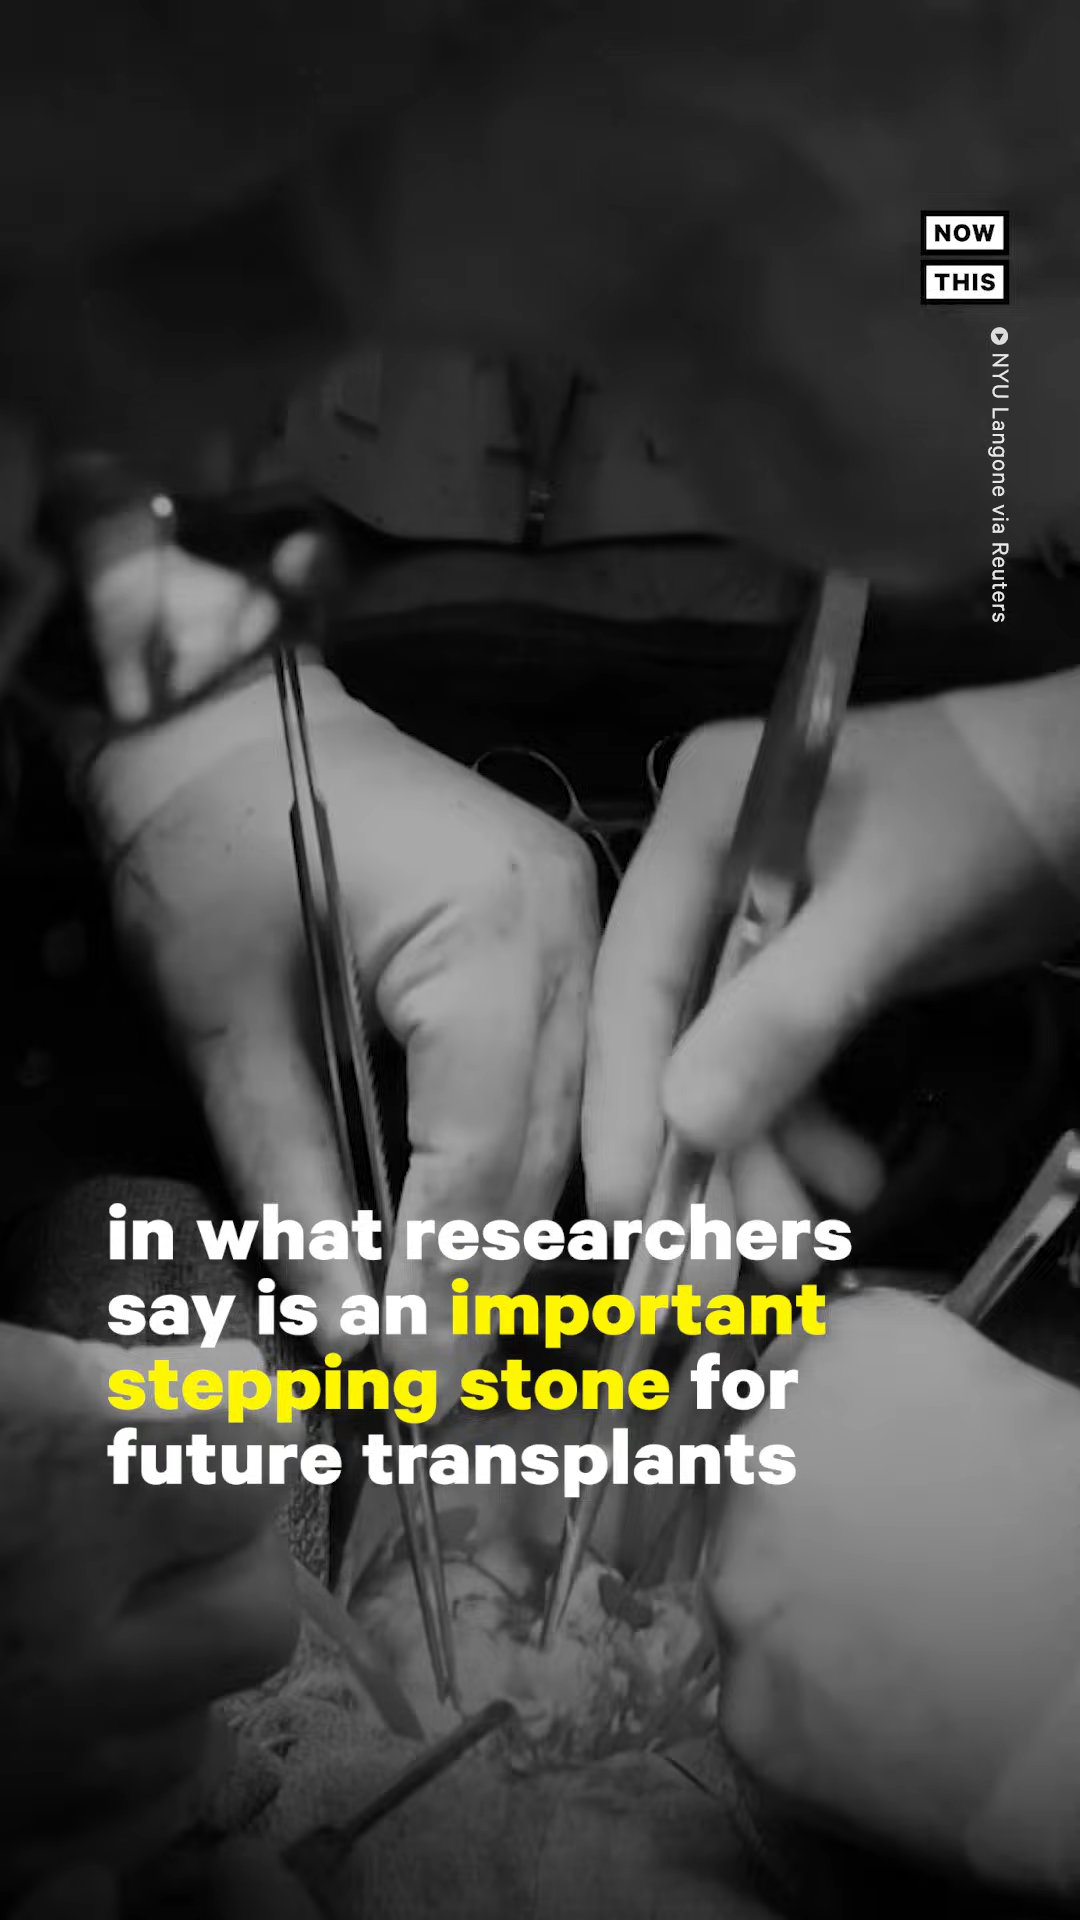 NOW
THIS
NYU Langone via Reuters
in what researchers
say is an important
stepping stone for
future transplants